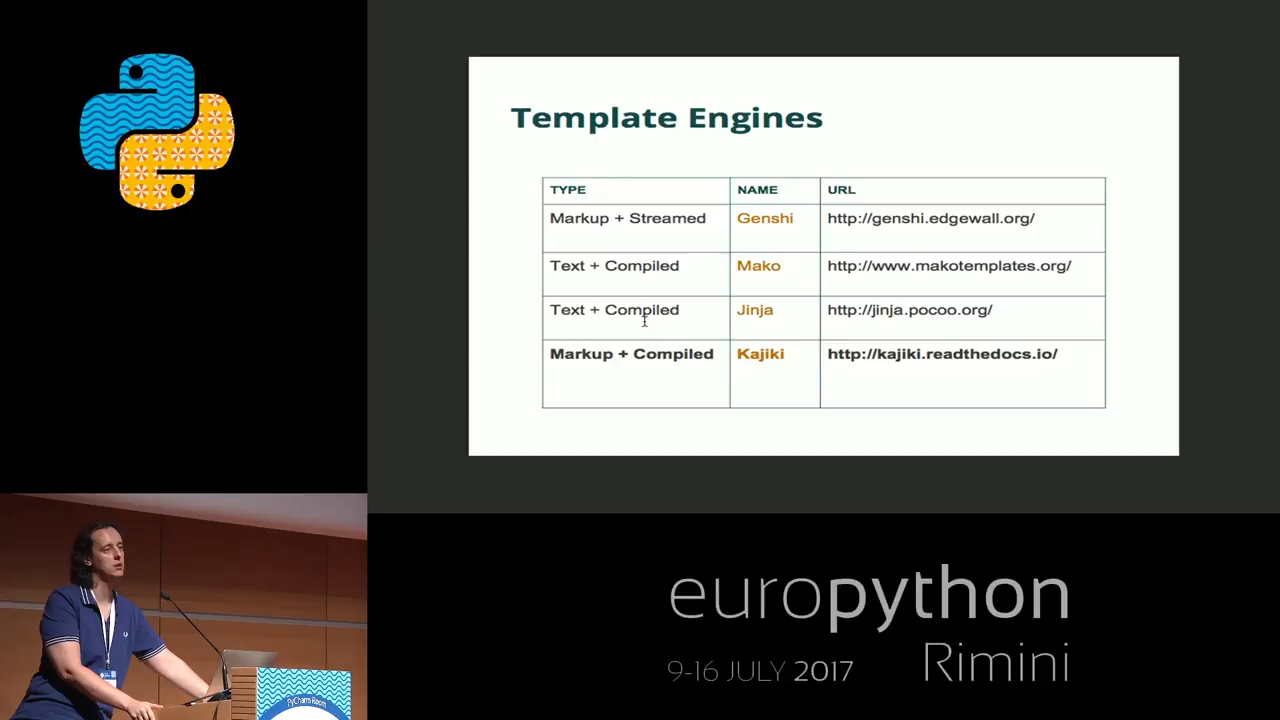 Template Engines
TYPE NAME URL
Markup + Streamed Genshi http://genshi.edgewall.org/
Text + Compiled Mako http://www.makotemplates.org/
Text + Compiled Jinja http://jinja.pocoo.org/
Markup + Compiled Kajiki http://kajiki.readthedocs.io/
europython
9-16 JULY 2017 Rimini
PyCharm Room